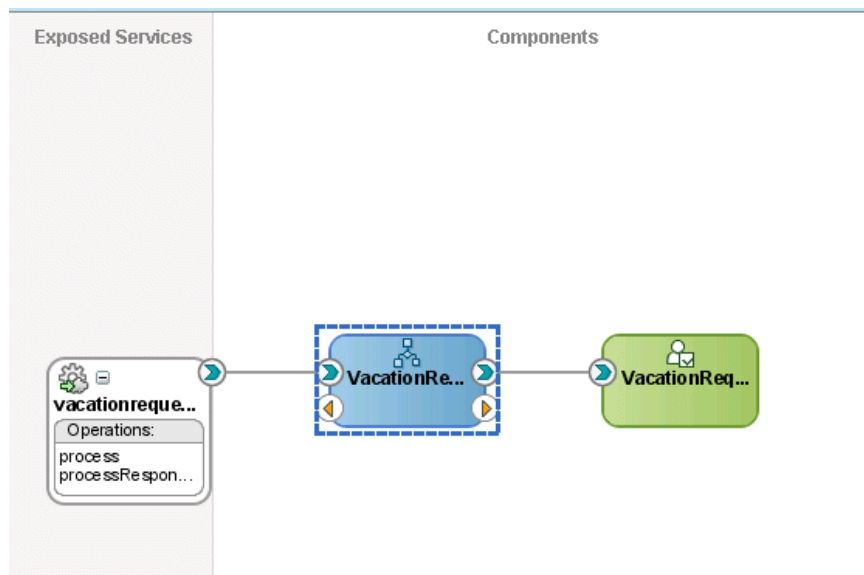 Exposed Services
Components
vacationreque...
Operations:
process
processRespon...
VacationRe...
VacationReq...